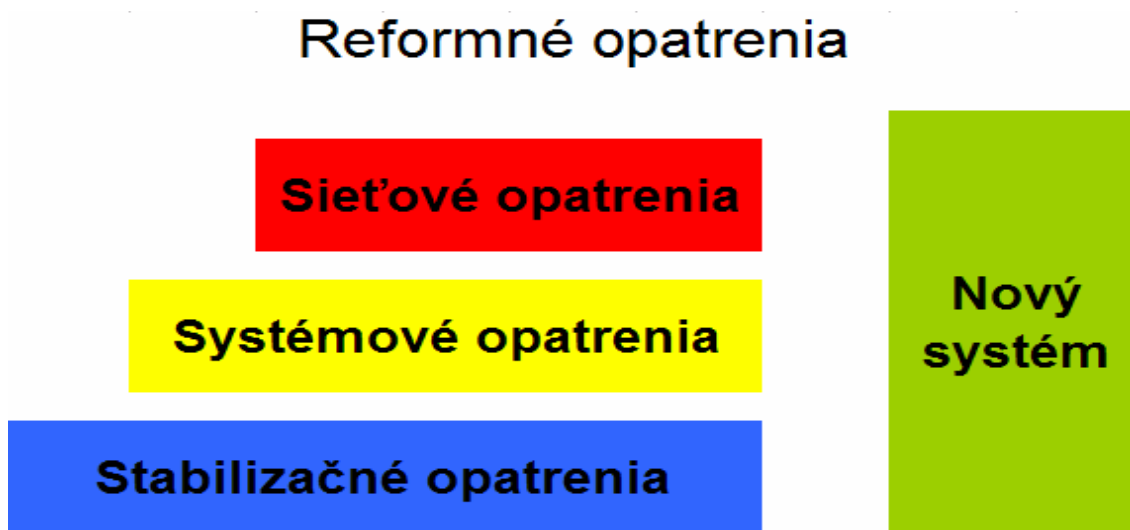 Reformné opatrenia
Sieťové opatrenia
Systémové opatrenia
Stabilizačné opatrenia
Nový
systém